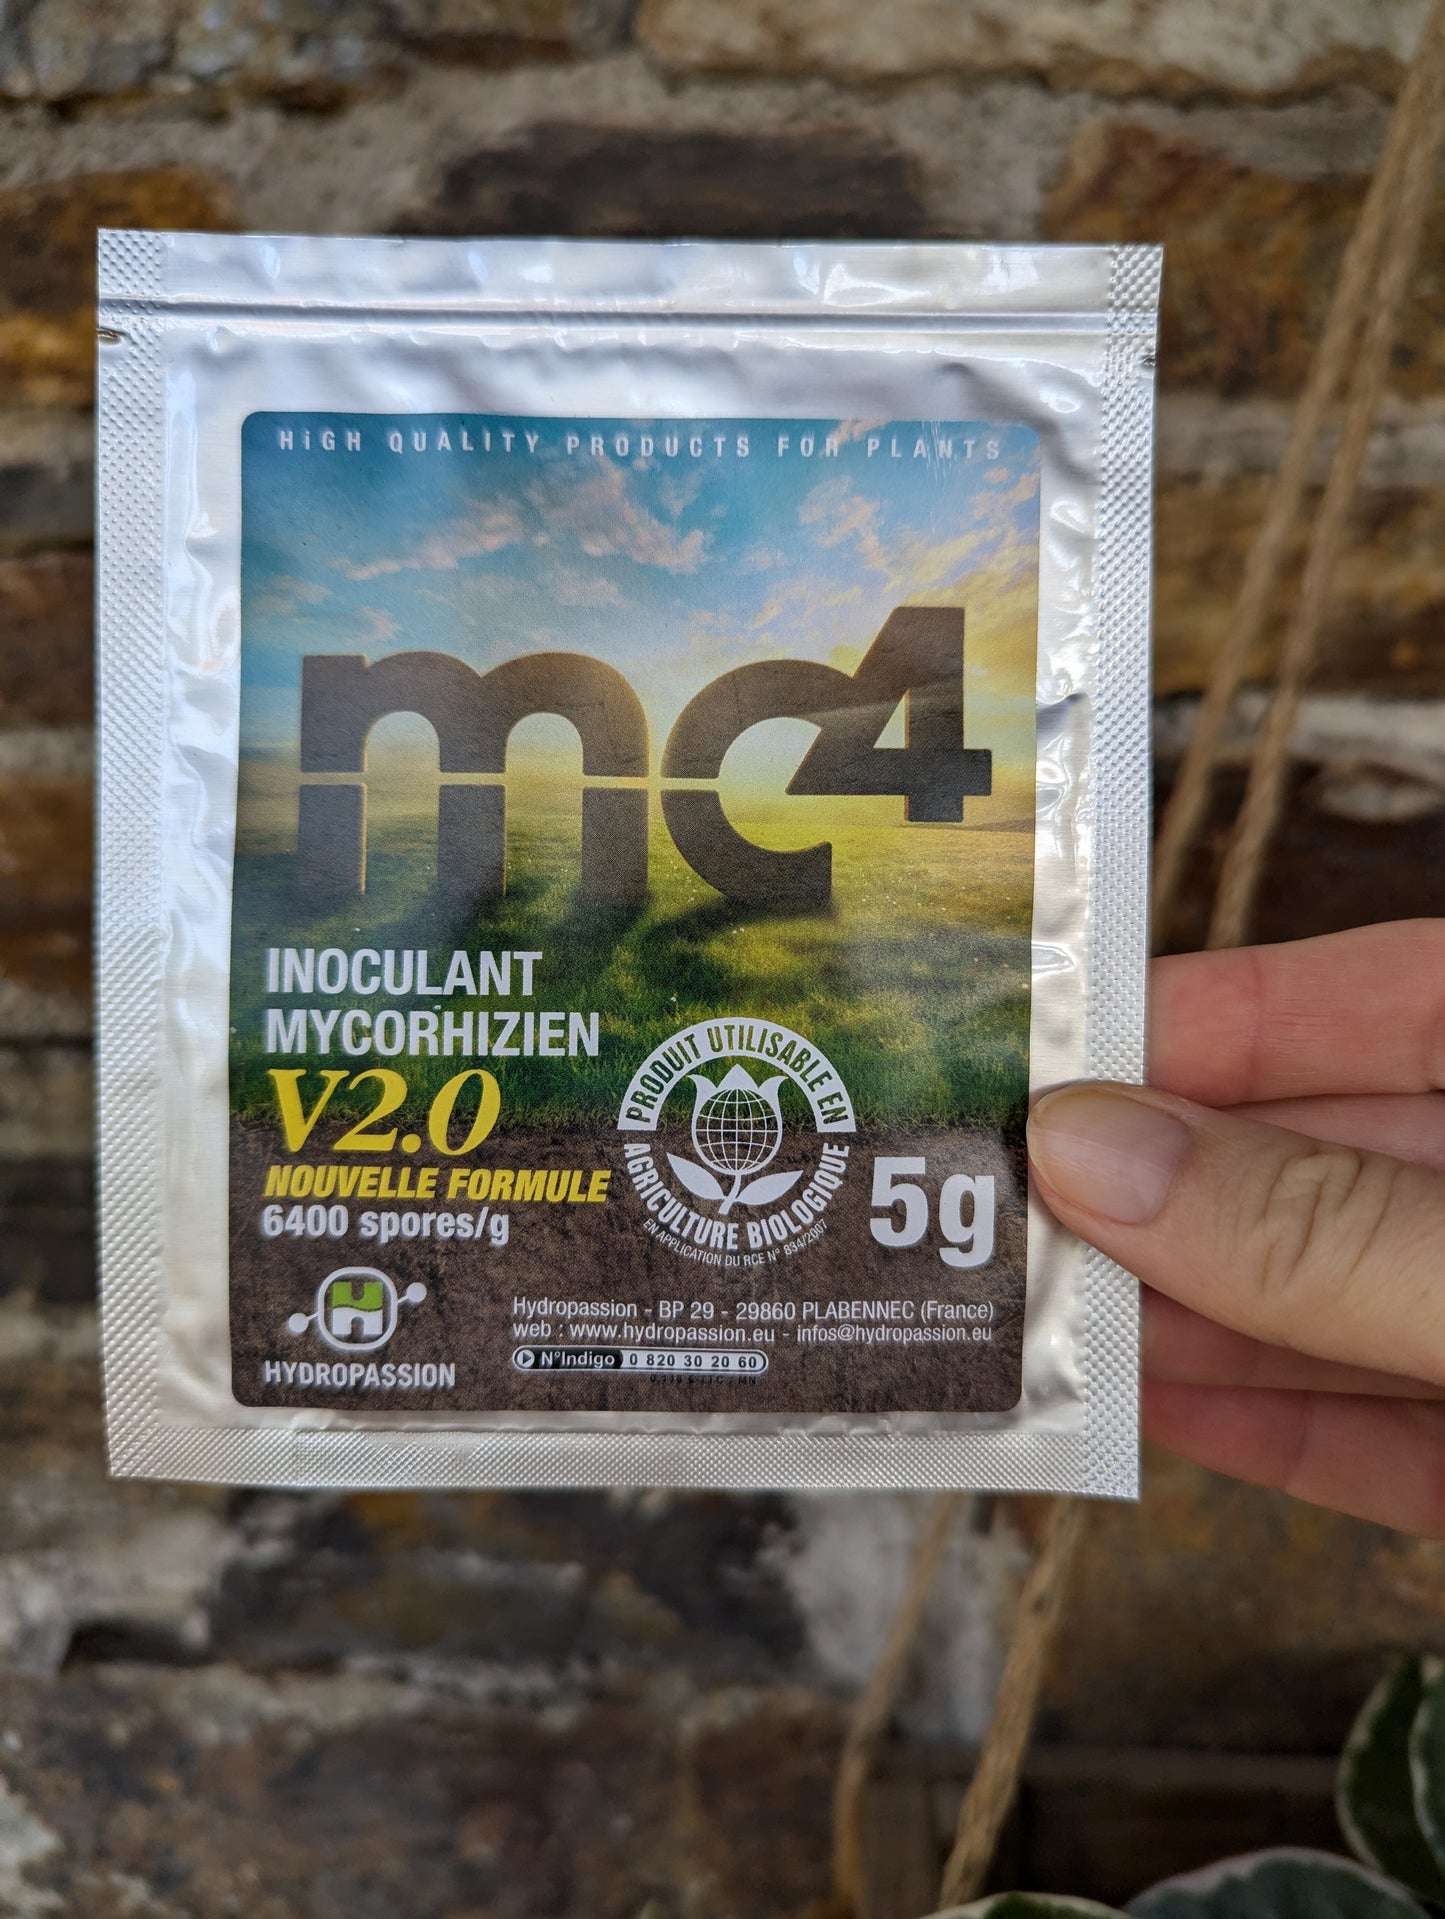 HiGH QUALITY PRODUCTS FOR PLANTS
mc4
INOCULANT
MYCORHIZIEN
V2.0
NOUVELLE FORMULE
6400 spores/g
PRODUIT UTILISABLE EN
AGRICULTURE BIOLOGIQUE
EN APPLICATION DU RCE N° 834/2007
5g
HYDROPASSION
Hydropassion - BP 29 - 29860 PLABENNEC (France)
web : www.hydropassion.eu - infos@hydropassion.eu
N°Indigo 0 820 30 20 60